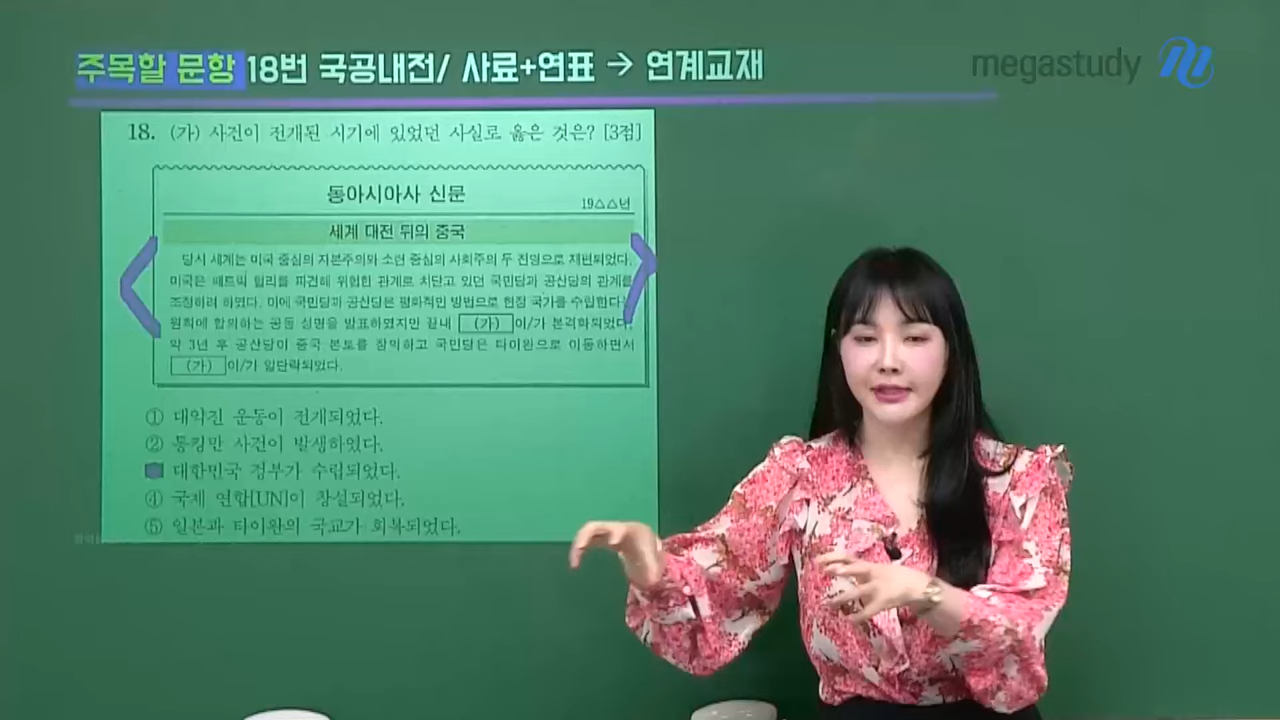 주목할 문항 18번 국공내전/ 사료+연표 → 연계교재
megastudy
18. (가) 사건이 전개된 시기에 있었던 사실로 옳은 것은? [3점]
동아시아사 신문
19△△년
세계 대전 뒤의 중국
당시 세계는 미국 중심의 자본주의와 소련 중심의 사회주의 두 진영으로 재편되었다.
미국은 패트릭 헐리를 파견해 위험한 관계로 치닫고 있던 국민당과 공산당의 관계를
조정하려 하였다. 이에 국민당과 공산당은 평화적인 방법으로 헌정 국가를 수립한다는
원칙에 합의하는 공동 성명을 발표하였지만 끝내 (가) 이/가 본격화되었다.
약 3년 후 공산당이 중국 본토를 장악하고 국민당은 타이완으로 이동하면서
(가) 이/가 일단락되었다.
① 대약진 운동이 전개되었다.
② 통킹만 사건이 발생하였다.
대한민국 정부가 수립되었다.
④ 국제 연합[UN]이 창설되었다.
⑤ 일본과 타이완의 국교가 회복되었다.